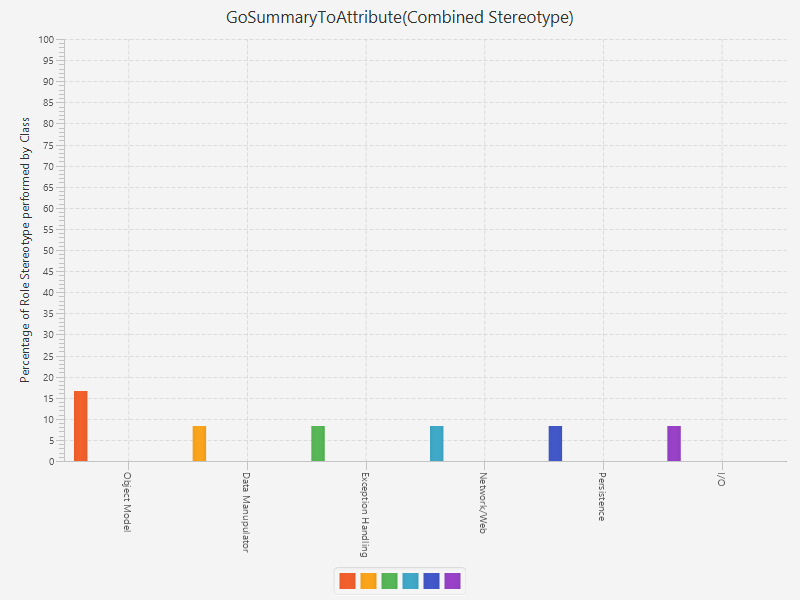 GoSummaryToAttribute(Combined Stereotype)
Percentage of Role Stereotype performed by Class
100
95
90
85
80
75
70
65
60
55
50
45
40
35
30
25
20
15
10
5
0
Object Model
Data Manupulator
Exception Handling
Network/Web
Persistence
I/O